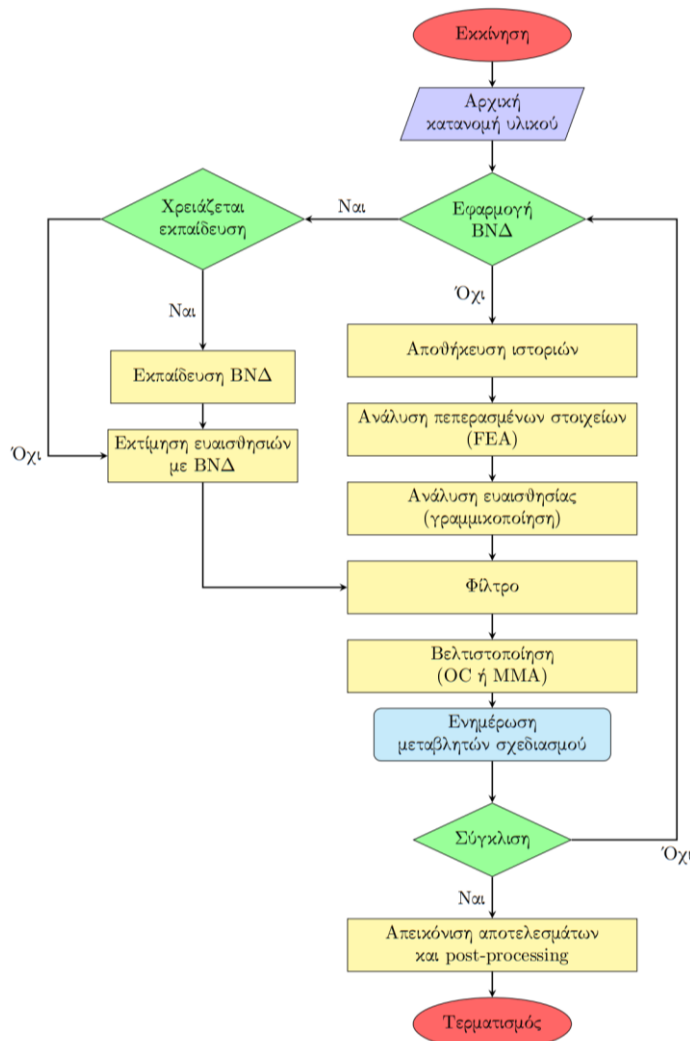 Εκκίνηση
Αρχική
κατανομή υλικού
Χρειάζεται
εκπαίδευση
Ναι
Εφαρμογή
ΒΝΔ
Όχι
Ναι
Αποθήκευση ιστοριών
Εκπαίδευση ΒΝΔ
Ανάλυση πεπερασμένων στοιχείων
(FEA)
Όχι
Εκτίμηση ευαισθησιών
με ΒΝΔ
Ανάλυση ευαισθησίας
(γραμμικοποίηση)
Φίλτρο
Βελτιστοποίηση
(OC ή MMA)
Ενημέρωση
μεταβλητών σχεδιασμού
Σύγκλιση
Όχι
Ναι
Απεικόνιση αποτελεσμάτων
και post-processing
Τερματισμός